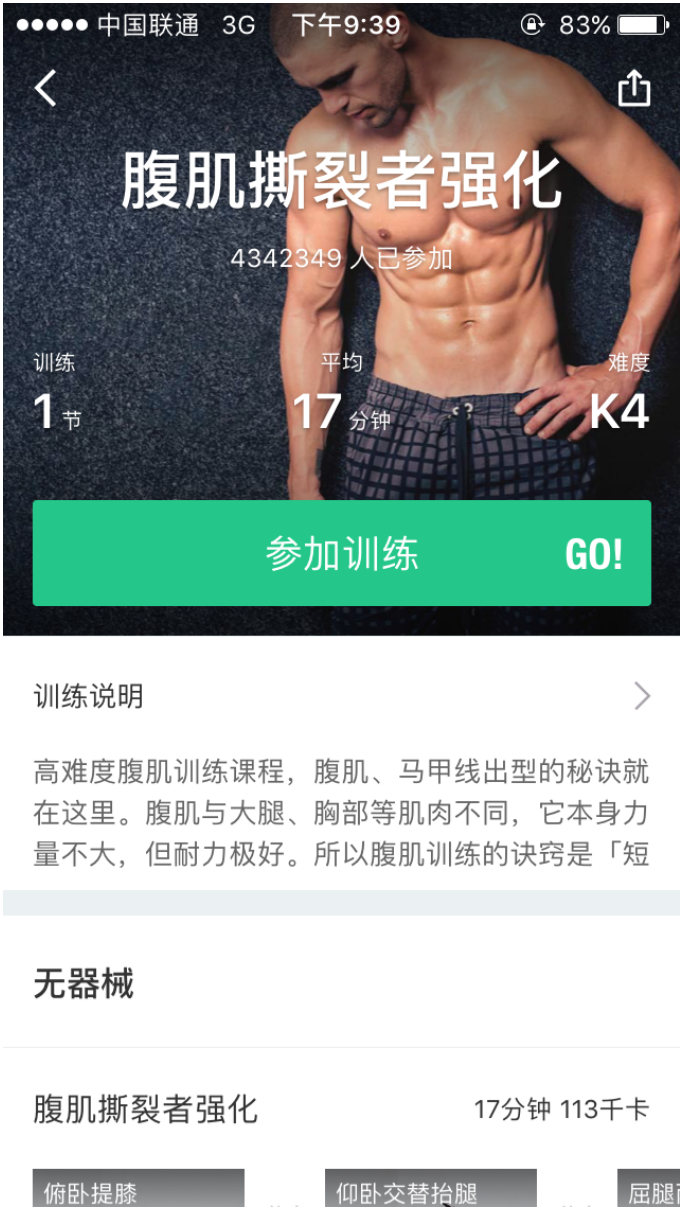 中国联通 3G 下午9:39 83%
腹肌撕裂者强化
4342349 人已参加
训练 平均 难度
1 节 17 分钟 K4
参加训练 GO!
训练说明
高难度腹肌训练课程，腹肌、马甲线出型的秘诀就
在这里。腹肌与大腿、胸部等肌肉不同，它本身力
量不大，但耐力极好。所以腹肌训练的诀窍是「短
无器械
腹肌撕裂者强化 17分钟 113千卡
俯卧提膝 仰卧交替抬腿 屈腿